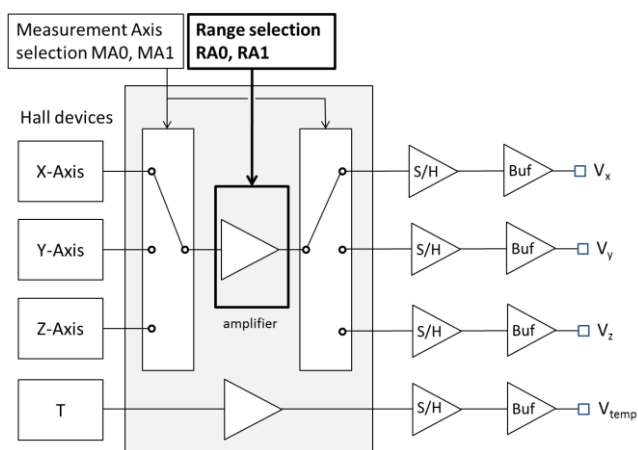 Measurement Axis
selection MA0, MA1
Range selection
RA0, RA1
Hall devices
X-Axis
S/H
Buf
Vx
Y-Axis
S/H
Buf
Vy
amplifier
Z-Axis
S/H
Buf
Vz
T
S/H
Buf
Vtemp